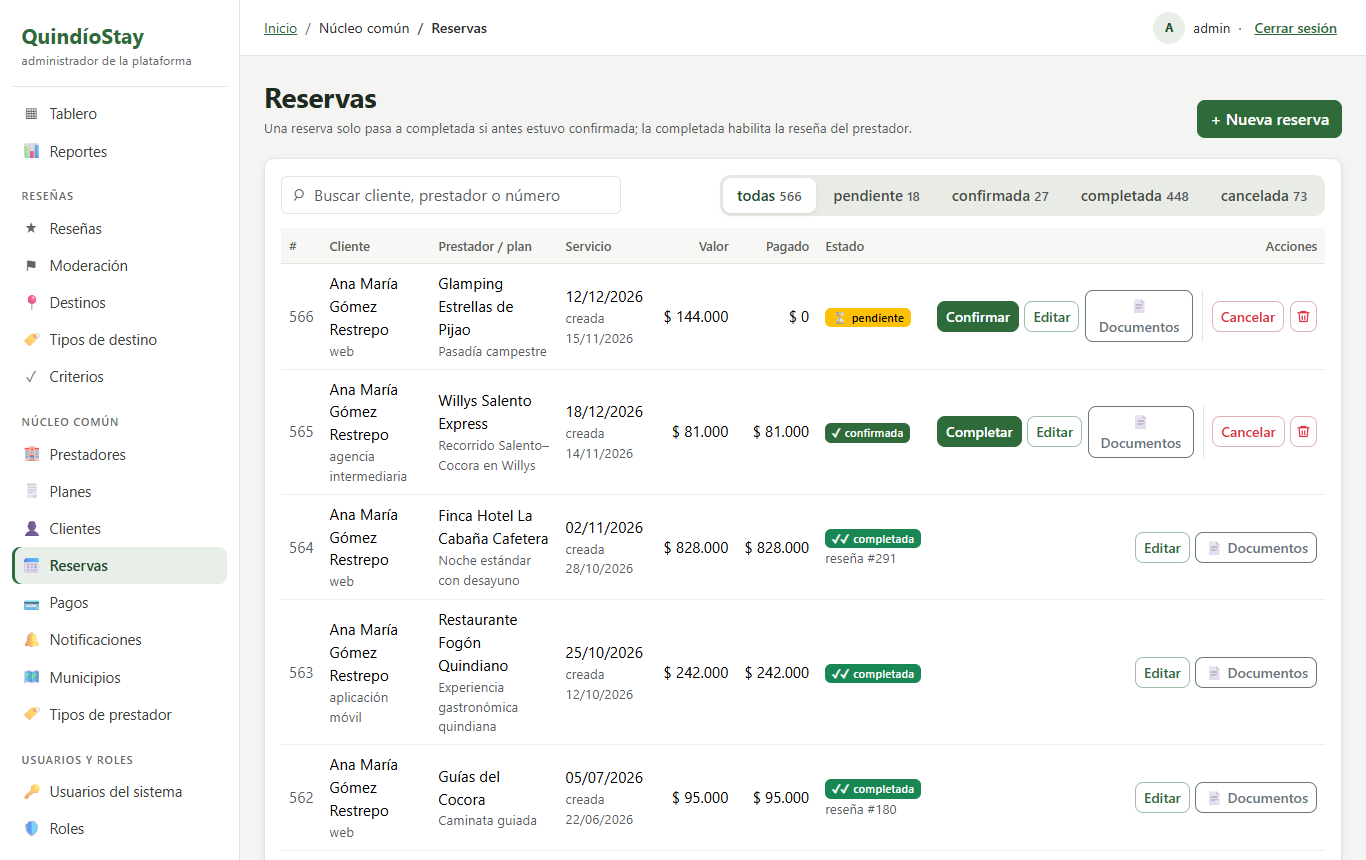 QuindíoStay
administrador de la plataforma
Tablero
Reportes
RESEÑAS
Reseñas
Moderación
Destinos
Tipos de destino
Criterios
NÚCLEO COMÚN
Prestadores
Planes
Clientes
Reservas
Pagos
Notificaciones
Municipios
Tipos de prestador
USUARIOS Y ROLES
Usuarios del sistema
Roles
Inicio / Núcleo común / Reservas
A admin · Cerrar sesión
Reservas
Una reserva solo pasa a completada si antes estuvo confirmada; la completada habilita la reseña del prestador.
+ Nueva reserva
Buscar cliente, prestador o número
todas 566 pendiente 18 confirmada 27 completada 448 cancelada 73
# Cliente Prestador / plan Servicio Valor Pagado Estado Acciones
566
Ana María
Gómez
Restrepo
web
Glamping
Estrellas de
Pijao
Pasadía campestre
12/12/2026
creada
15/11/2026
$ 144.000
$ 0
pendiente
Confirmar
Editar
Documentos
Cancelar
565
Ana María
Gómez
Restrepo
agencia
intermediaria
Willys Salento
Express
Recorrido Salento–
Cocora en Willys
18/12/2026
creada
14/11/2026
$ 81.000
$ 81.000
✓ confirmada
Completar
Editar
Documentos
Cancelar
564
Ana María
Gómez
Restrepo
web
Finca Hotel La
Cabaña Cafetera
Noche estándar
con desayuno
02/11/2026
creada
28/10/2026
$ 828.000
$ 828.000
✓✓ completada
reseña #291
Editar
Documentos
563
Ana María
Gómez
Restrepo
aplicación
móvil
Restaurante
Fogón
Quindiano
Experiencia
gastronómica
quindiana
25/10/2026
creada
12/10/2026
$ 242.000
$ 242.000
✓✓ completada
Editar
Documentos
562
Ana María
Gómez
Restrepo
web
Guías del
Cocora
Caminata guiada
05/07/2026
creada
22/06/2026
$ 95.000
$ 95.000
✓✓ completada
reseña #180
Editar
Documentos